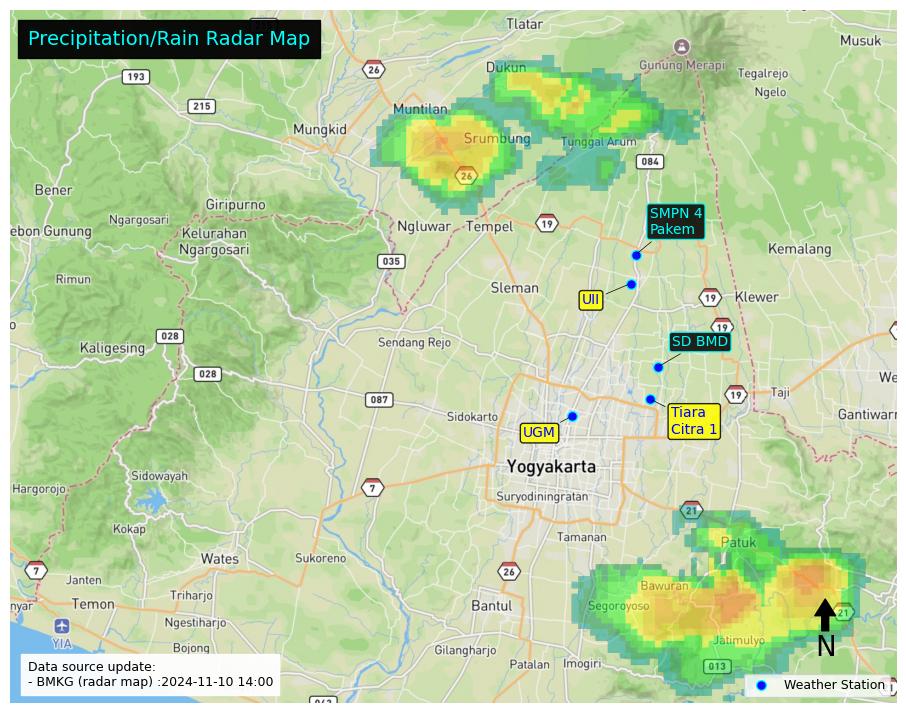 Precipitation/Rain Radar Map
Tlatar
Musuk
26
193
Dukun
Gunung Merapi
Tegalrejo
Ngelo
215
Muntilan
Mungkid
Srumbung
Tunggal Arum
084
26
Bener
Giripurno
Ngargosari
ebon Gunung
Kelurahan
Ngargosari
Ngluwar
Tempel
19
SMPN 4
Pakem
Kemalang
035
Rimun
Sleman
UII
19
Klewer
19
028
Kaligesing
Sendang Rejo
SD BMD
028
We
087
19
Taji
Sidokarto
UGM
Tiara
Citra 1
Gantiwarn
Yogyakarta
Sidowayah
Hargorojo
7
Suryodiningratan
21
Kokap
Tamanan
Patuk
Wates
Sukoreno
7
26
Janten
Bawuran
Triharjo
Temon
nyar
Bantul
Segoroyoso
21
YIA
Ngestiharjo
Jatimulyo
N
Bojong
Gilangharjo
Patalan
Imogiri
013
Data source update:
- BMKG (radar map) :2024-11-10 14:00
Weather Station